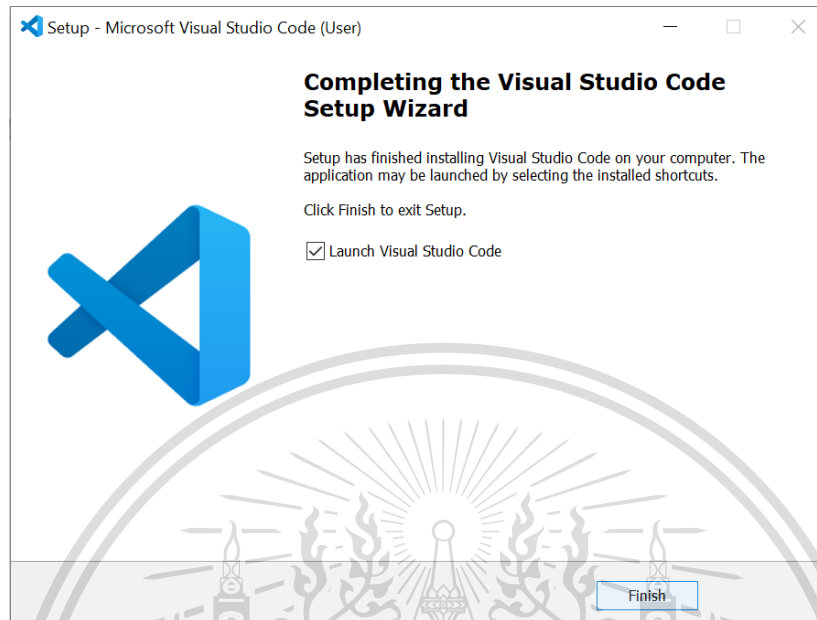 Setup - Microsoft Visual Studio Code (User)
Completing the Visual Studio Code
Setup Wizard
Setup has finished installing Visual Studio Code on your computer. The
application may be launched by selecting the installed shortcuts.
Click Finish to exit Setup.
Launch Visual Studio Code
Finish